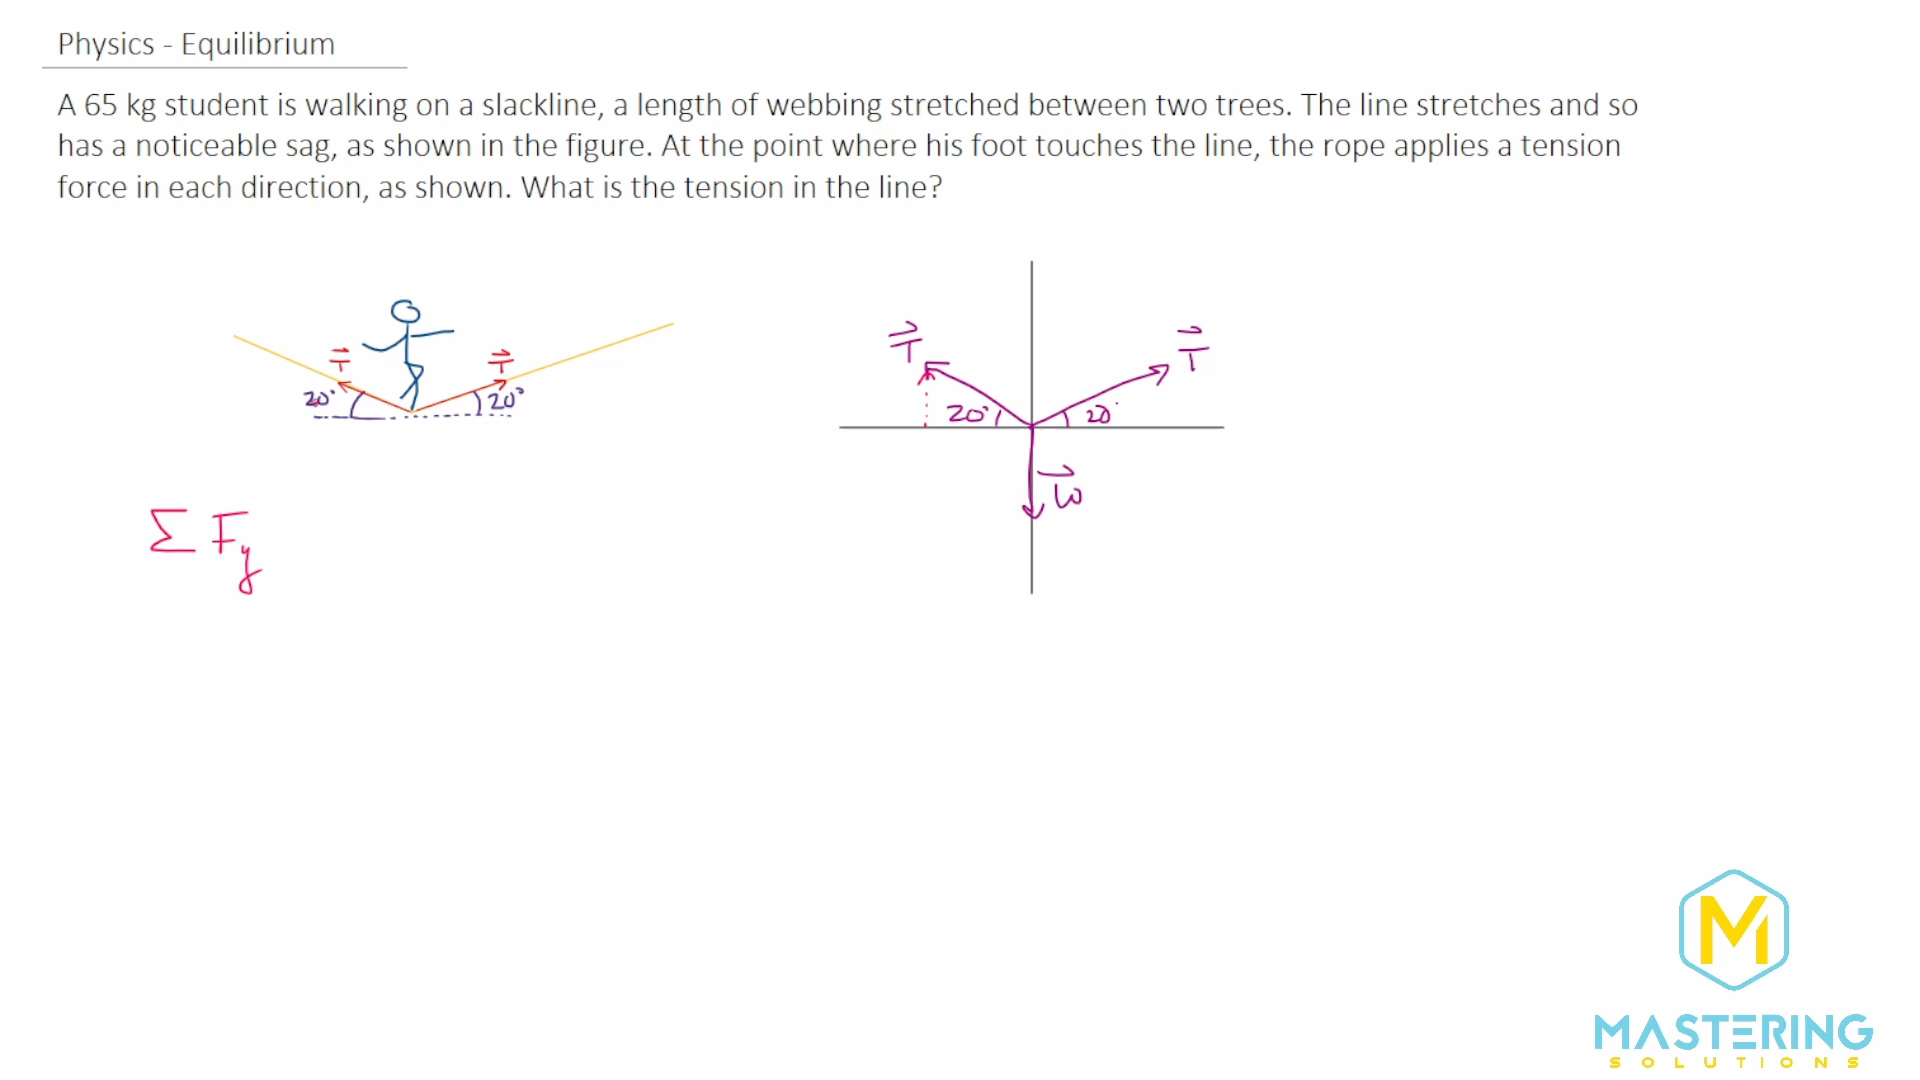 Physics - Equilibrium
A 65 kg student is walking on a slackline, a length of webbing stretched between two trees. The line stretches and so
has a noticeable sag, as shown in the figure. At the point where his foot touches the line, the rope applies a tension
force in each direction, as shown. What is the tension in the line?
T⃗
T⃗
20°
20°
T⃗
T⃗
20°
20°
w⃗
Σ Fy
M
MASTERING
SOLUTIONS